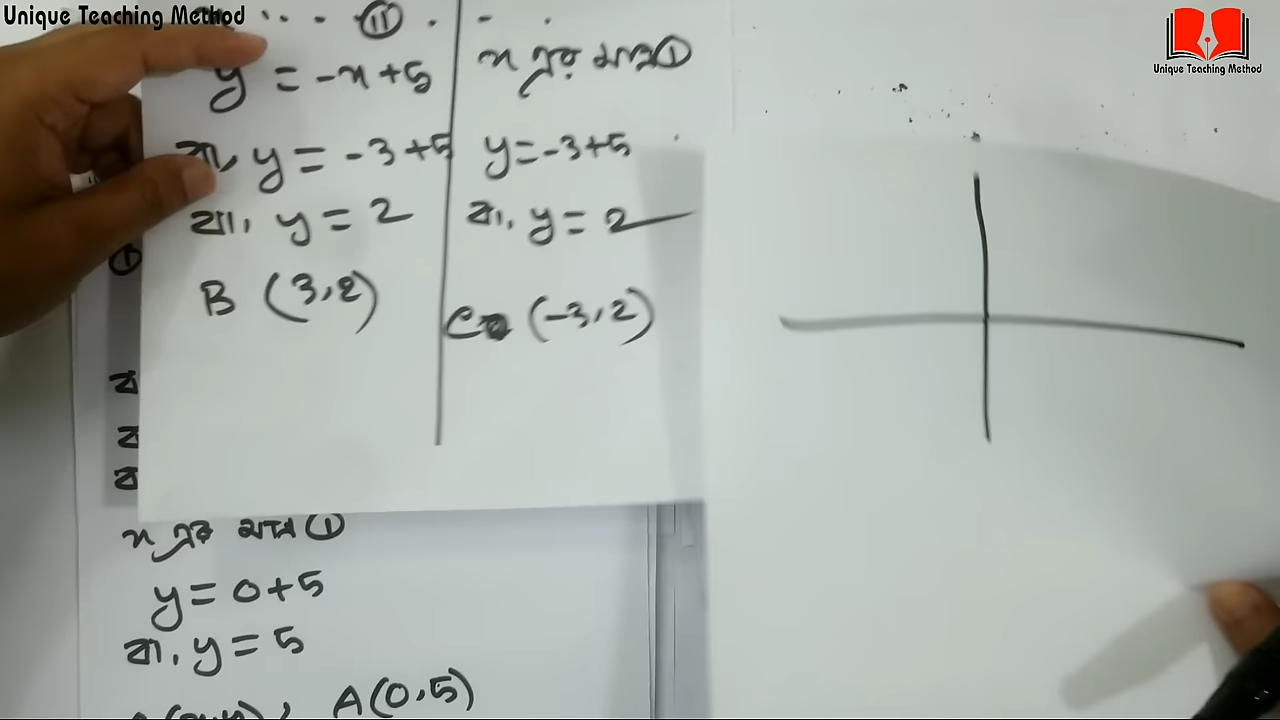 Unique Teaching Method
Unique Teaching Method
(ii)
y = -x+5
বা, y = -3+5
বা, y = 2
B (3,2)
x এর মান ①
y=-3+5
বা, y = 2
C (-3,2)
x এর মান ①
y= 0+5
বা, y = 5
A(0,5)